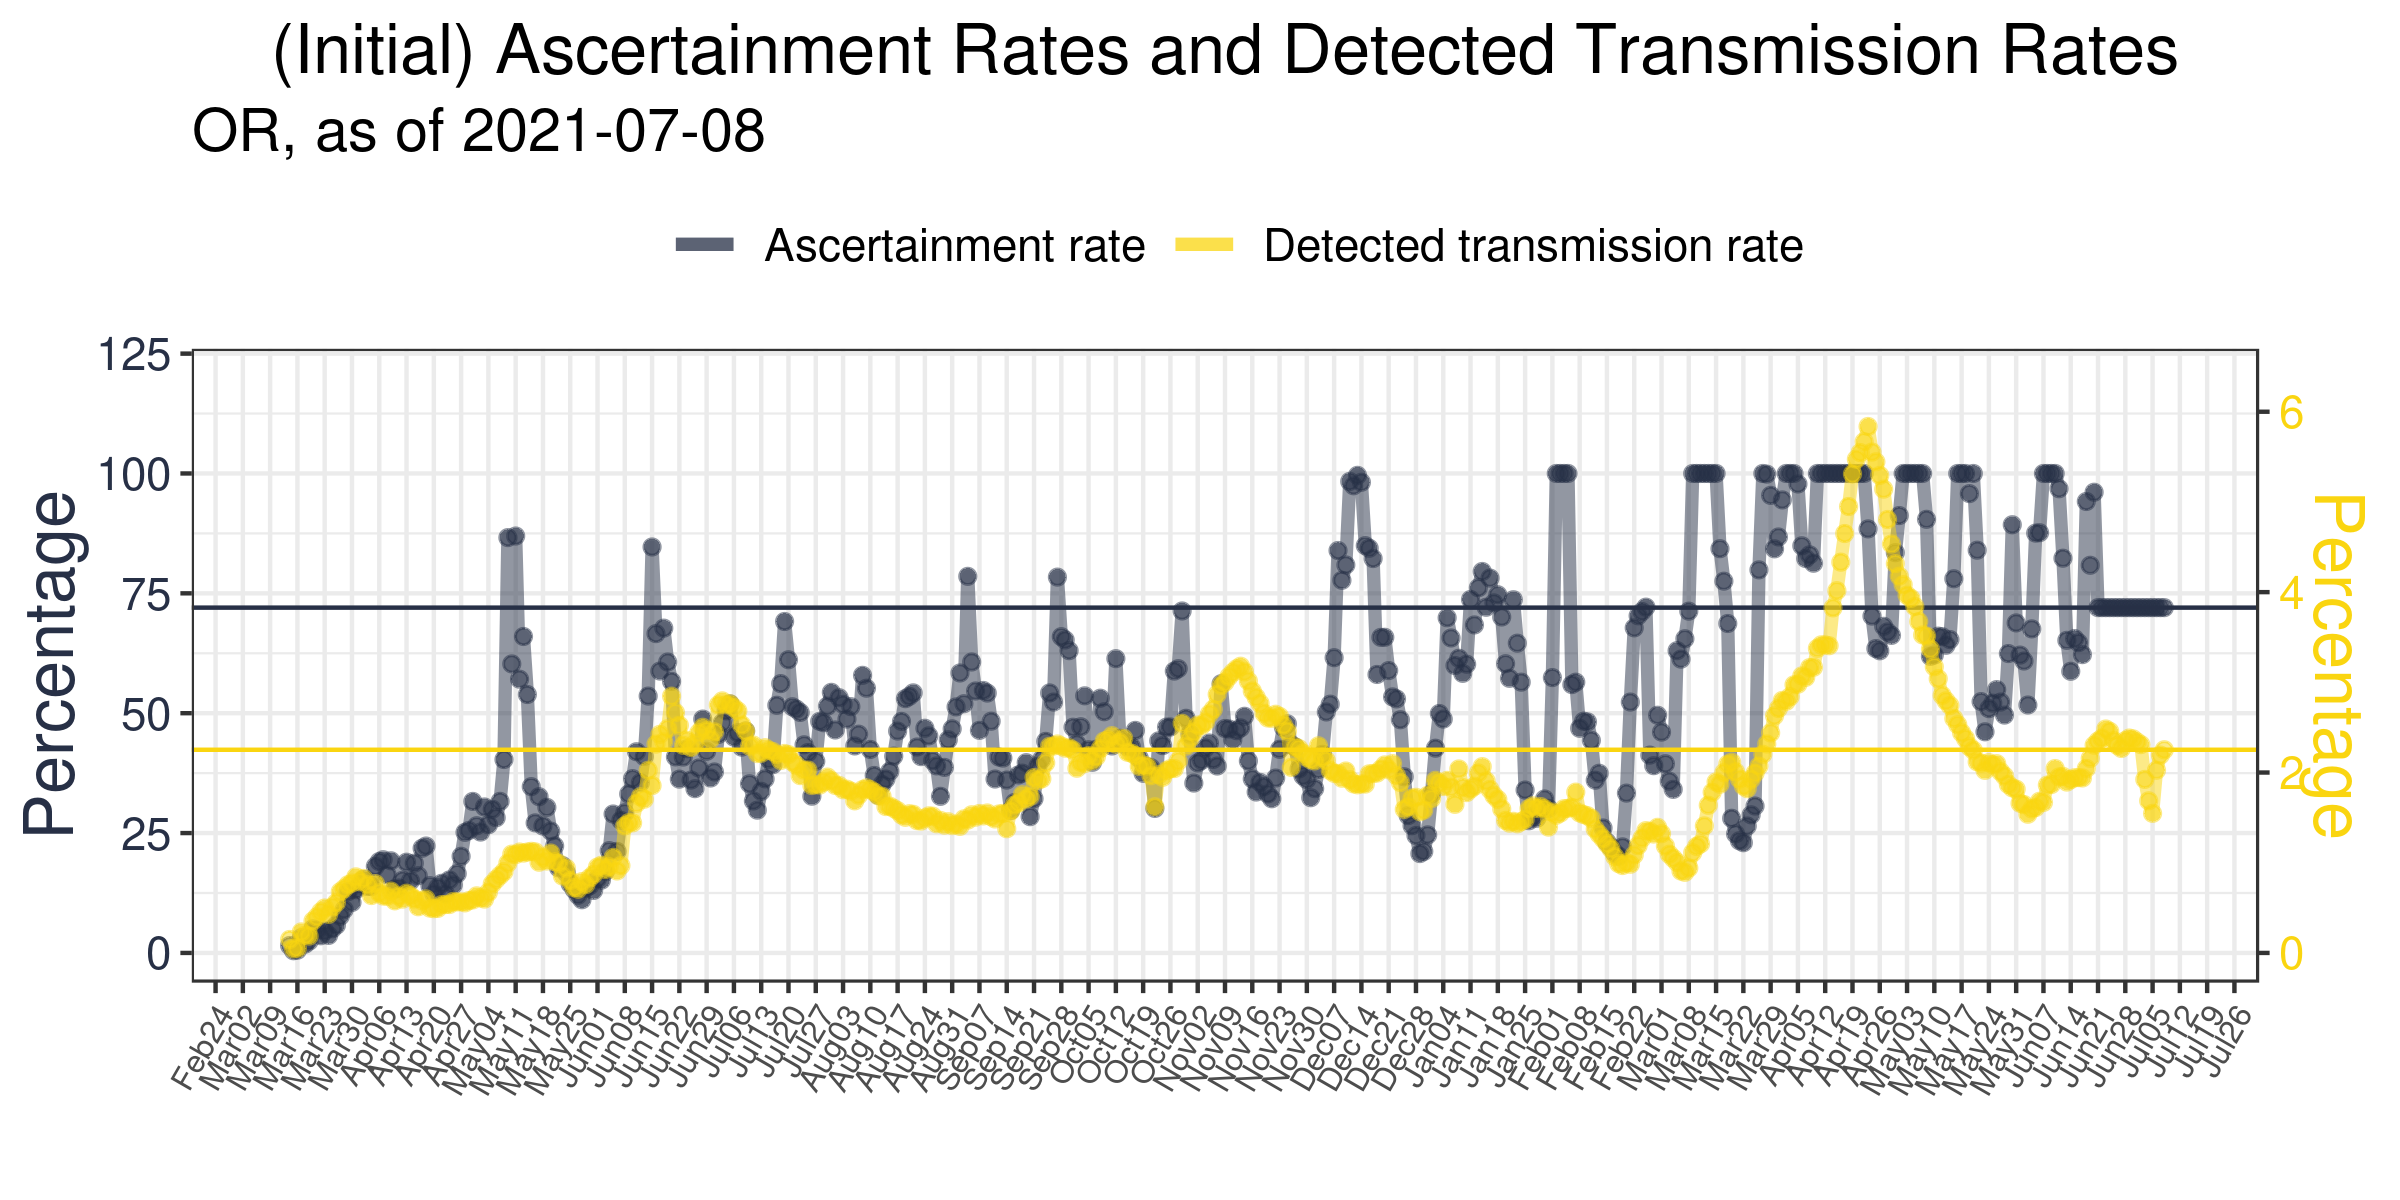 (Initial) Ascertainment Rates and Detected Transmission Rates
OR, as of 2021-07-08
Ascertainment rate
Detected transmission rate
Percentage
125
100
75
50
25
0
6
4
2
0
Percentage
Feb24
Mar02
Mar09
Mar16
Mar23
Mar30
Apr06
Apr13
Apr20
Apr27
May04
May11
May18
May25
Jun01
Jun08
Jun15
Jun22
Jun29
Jul06
Jul13
Jul20
Jul27
Aug03
Aug10
Aug17
Aug24
Aug31
Sep07
Sep14
Sep21
Sep28
Oct05
Oct12
Oct19
Oct26
Nov02
Nov09
Nov16
Nov23
Nov30
Dec07
Dec14
Dec21
Dec28
Jan04
Jan11
Jan18
Jan25
Feb01
Feb08
Feb15
Feb22
Mar01
Mar08
Mar15
Mar22
Mar29
Apr05
Apr12
Apr19
Apr26
May03
May10
May17
May24
May31
Jun07
Jun14
Jun21
Jun28
Jul05
Jul12
Jul19
Jul26